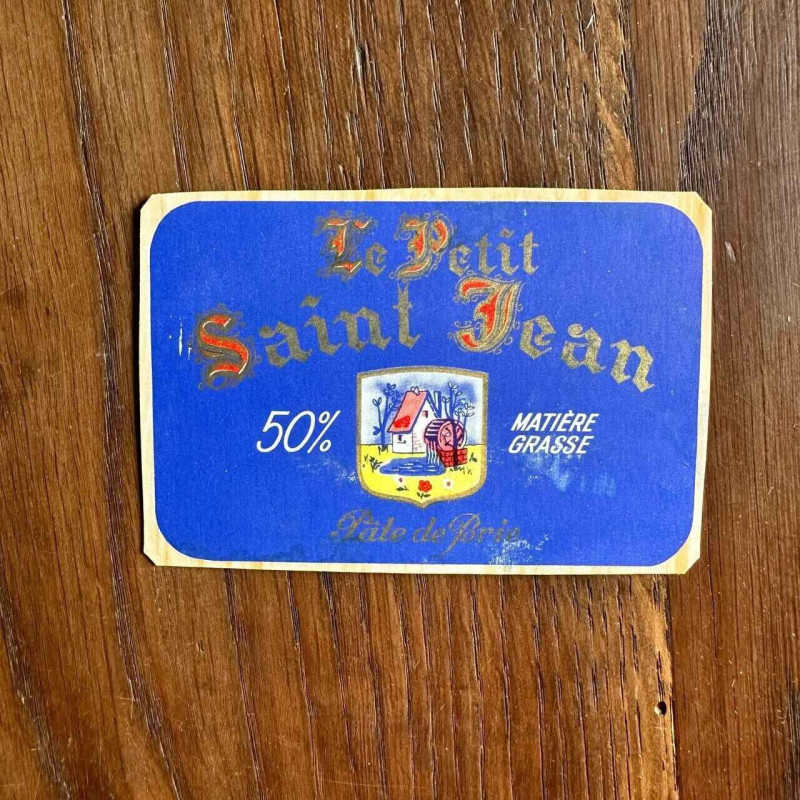 Le Petit
Saint Jean
50%
MATIÈRE
GRASSE
Pâte de Brie